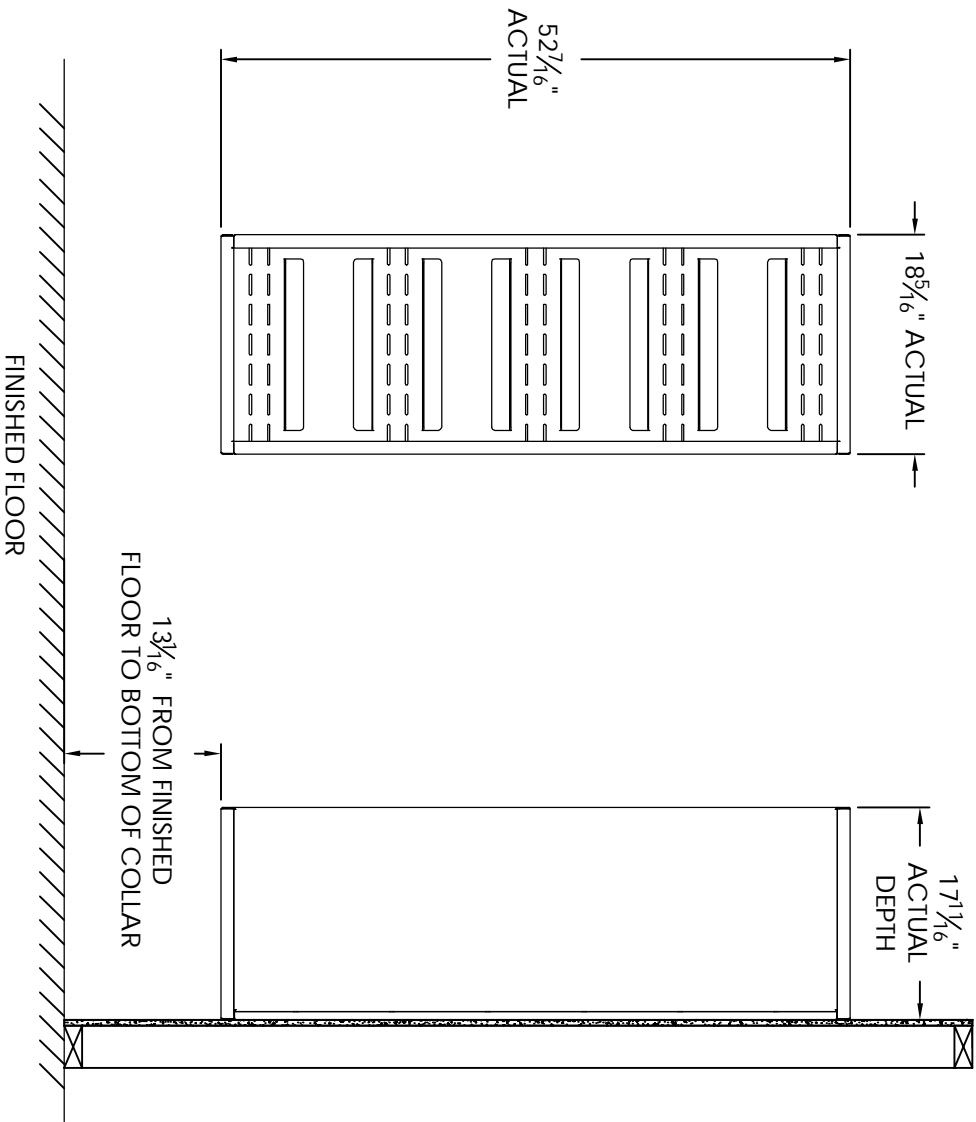 52 7/16"
ACTUAL
18 5/16" ACTUAL
17 11/16"
ACTUAL
DEPTH
13 1/16" FROM FINISHED
FLOOR TO BOTTOM OF COLLAR
FINISHED FLOOR